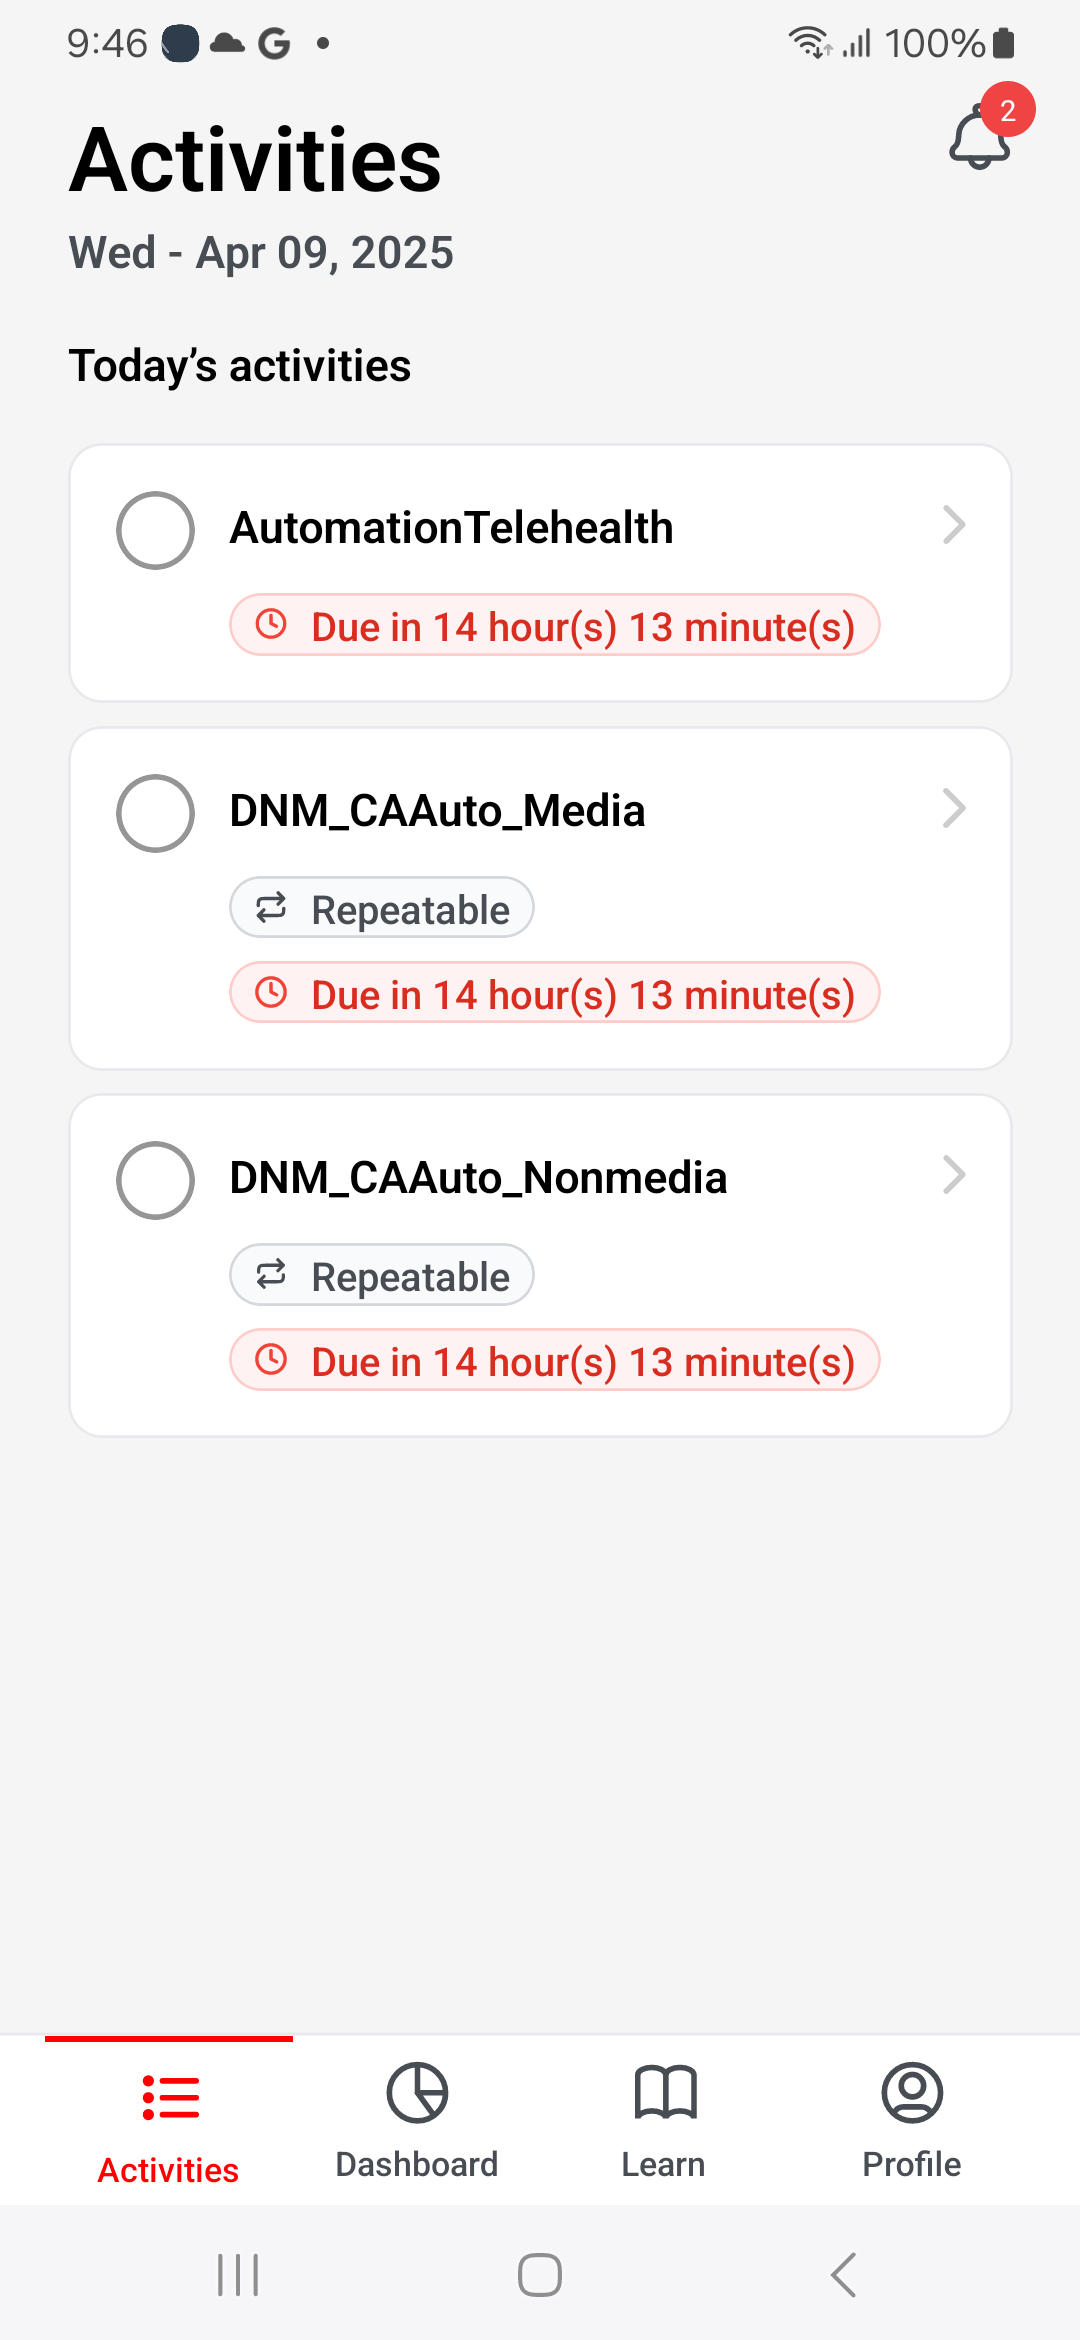 9:46 G 100%
2
Activities
Wed - Apr 09, 2025
Today’s activities
AutomationTelehealth
Due in 14 hour(s) 13 minute(s)
DNM_CAAuto_Media
Repeatable
Due in 14 hour(s) 13 minute(s)
DNM_CAAuto_Nonmedia
Repeatable
Due in 14 hour(s) 13 minute(s)
Activities Dashboard Learn Profile